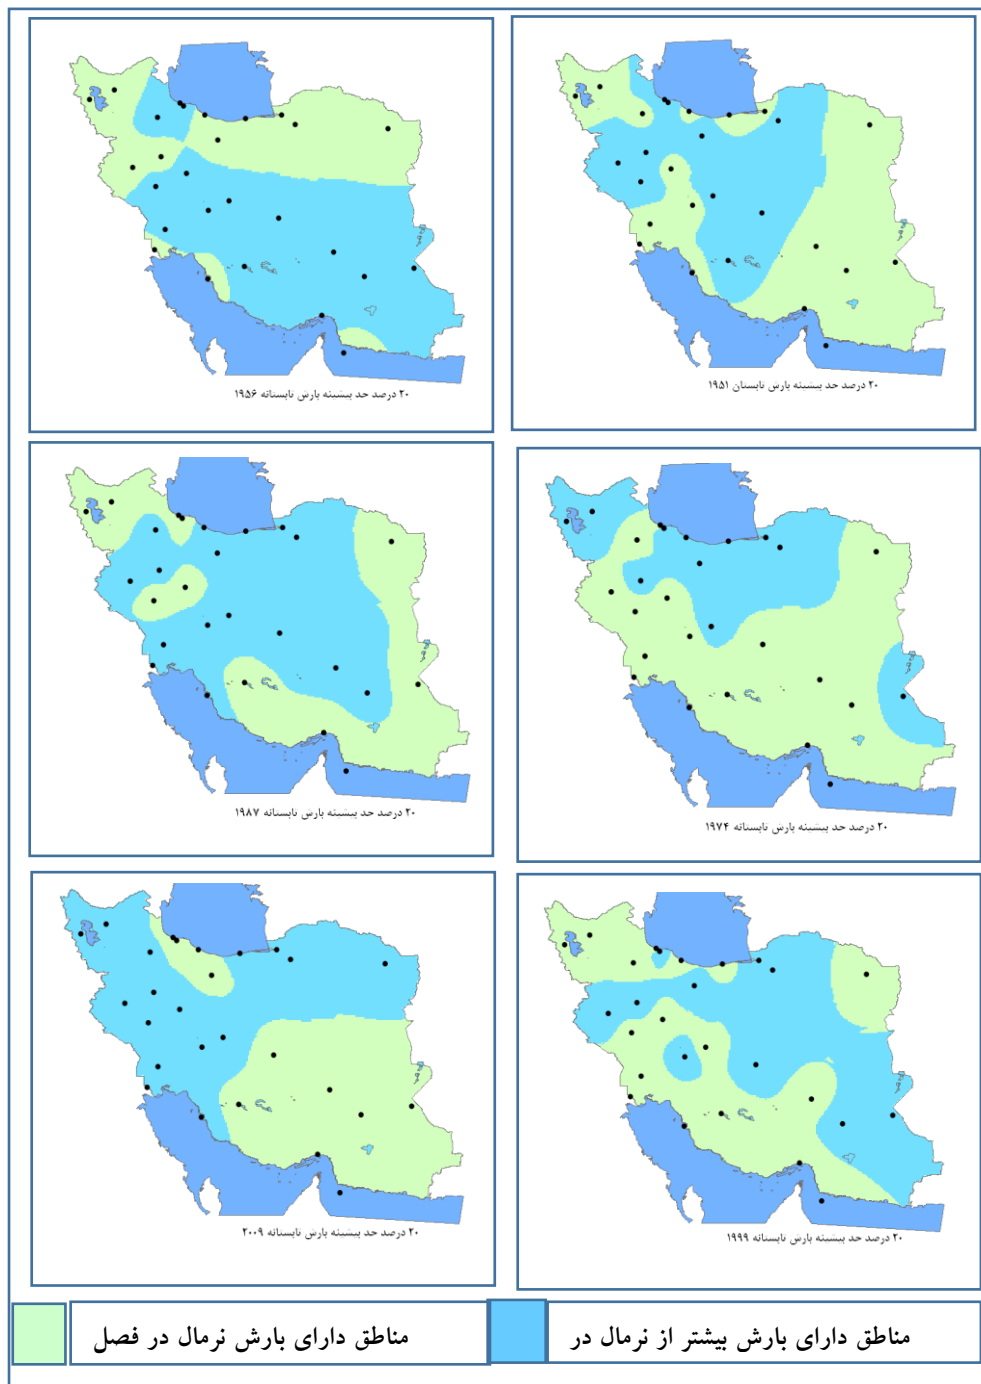 ۲۰ درصد حد بیشینه بارش تابستان ۱۹۵۱
۲۰ درصد حد بیشینه بارش تابستانه ۱۹۵۶
۲۰ درصد حد بیشینه بارش تابستانه ۱۹۷۴
۲۰ درصد حد بیشینه بارش تابستانه ۱۹۸۷
۲۰ درصد حد بیشینه بارش تابستانه ۱۹۹۹
۲۰ درصد حد بیشینه بارش تابستانه ۲۰۰۹
مناطق دارای بارش بیشتر از نرمال در
مناطق دارای بارش نرمال در فصل